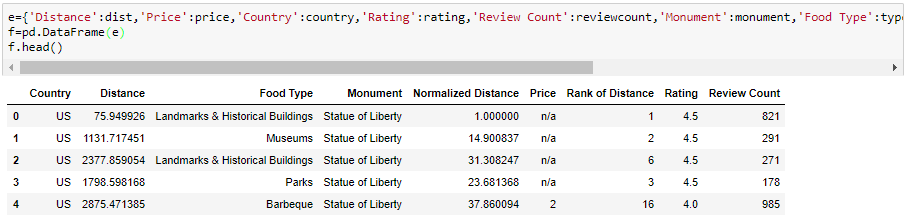 e={'Distance':dist,'Price':price,'Country':country,'Rating':rating,'Review Count':reviewcount,'Monument':monument,'Food Type':type
f=pd.DataFrame(e)
f.head()
Country Distance Food Type Monument Normalized Distance Price Rank of Distance Rating Review Count
0 US 75.949926 Landmarks & Historical Buildings Statue of Liberty 1.000000 n/a 1 4.5 821
1 US 1131.717451 Museums Statue of Liberty 14.900837 n/a 2 4.5 291
2 US 2377.859054 Landmarks & Historical Buildings Statue of Liberty 31.308247 n/a 6 4.5 271
3 US 1798.598168 Parks Statue of Liberty 23.681368 n/a 3 4.5 178
4 US 2875.471385 Barbeque Statue of Liberty 37.860094 2 16 4.0 985